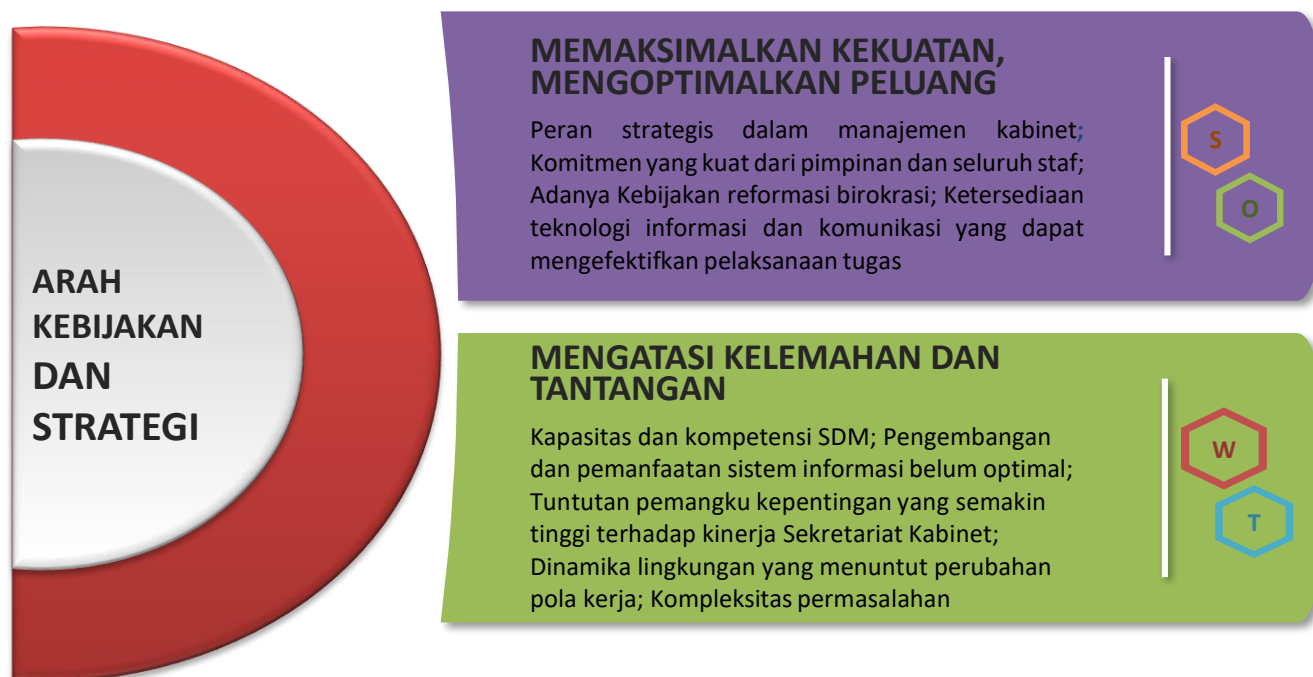 ARAH
KEBIJAKAN
DAN
STRATEGI
MEMAKSIMALKAN KEKUATAN,
MENGOPTIMALKAN PELUANG
Peran strategis dalam manajemen kabinet;
Komitmen yang kuat dari pimpinan dan seluruh staf;
Adanya Kebijakan reformasi birokrasi; Ketersediaan
teknologi informasi dan komunikasi yang dapat
mengefektifkan pelaksanaan tugas
S
O
MENGATASI KELEMAHAN DAN
TANTANGAN
Kapasitas dan kompetensi SDM; Pengembangan
dan pemanfaatan sistem informasi belum optimal;
Tuntutan pemangku kepentingan yang semakin
tinggi terhadap kinerja Sekretariat Kabinet;
Dinamika lingkungan yang menuntut perubahan
pola kerja; Kompleksitas permasalahan
W
T